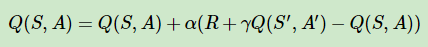 Q(S, A) = Q(S, A) + α(R + γQ(S′, A′) − Q(S, A))